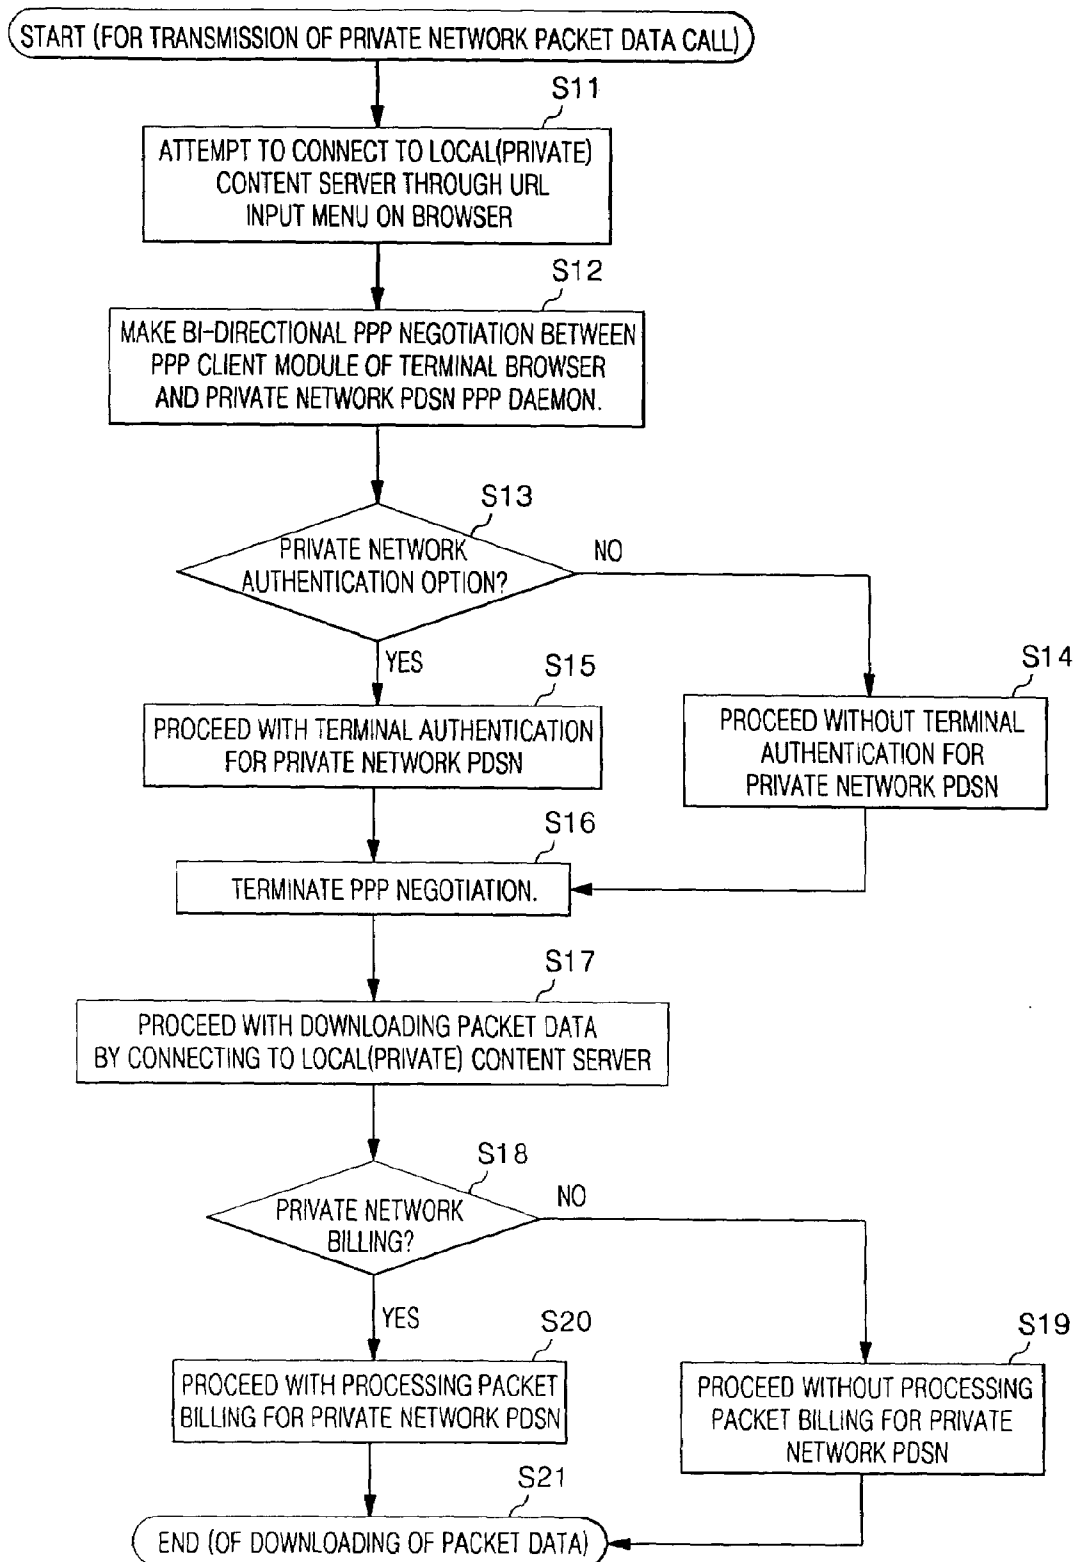 START (FOR TRANSMISSION OF PRIVATE NETWORK PACKET DATA CALL)
S11
ATTEMPT TO CONNECT TO LOCAL(PRIVATE)
CONTENT SERVER THROUGH URL
INPUT MENU ON BROWSER
S12
MAKE BI-DIRECTIONAL PPP NEGOTIATION BETWEEN
PPP CLIENT MODULE OF TERMINAL BROWSER
AND PRIVATE NETWORK PDSN PPP DAEMON.
S13
PRIVATE NETWORK
AUTHENTICATION OPTION?
NO
YES
S15
PROCEED WITH TERMINAL AUTHENTICATION
FOR PRIVATE NETWORK PDSN
S14
PROCEED WITHOUT TERMINAL
AUTHENTICATION FOR
PRIVATE NETWORK PDSN
S16
TERMINATE PPP NEGOTIATION.
S17
PROCEED WITH DOWNLOADING PACKET DATA
BY CONNECTING TO LOCAL(PRIVATE) CONTENT SERVER
S18
PRIVATE NETWORK
BILLING?
NO
YES
S20
PROCEED WITH PROCESSING PACKET
BILLING FOR PRIVATE NETWORK PDSN
S19
PROCEED WITHOUT PROCESSING
PACKET BILLING FOR PRIVATE
NETWORK PDSN
S21
END (OF DOWNLOADING OF PACKET DATA)